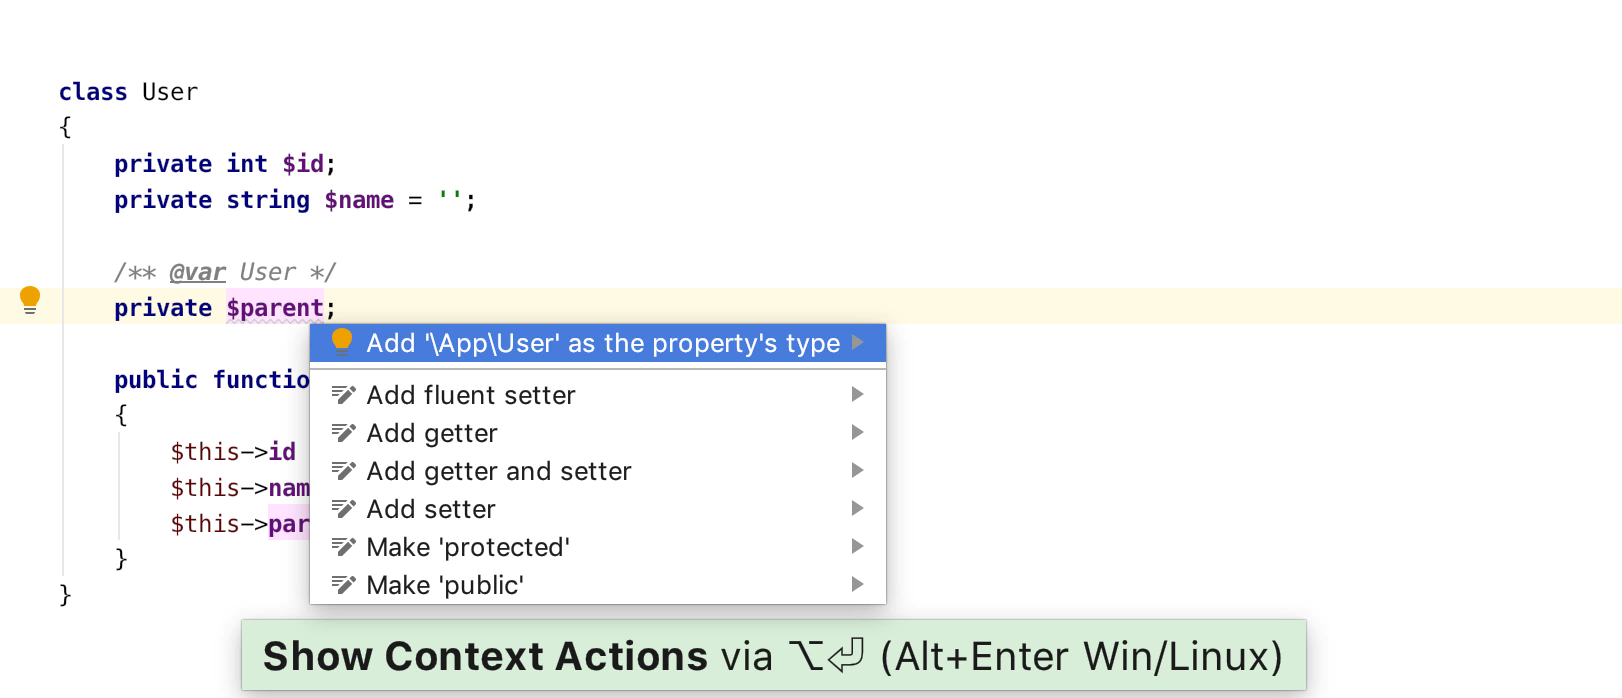 class User
{
private int $id;
private string $name = '';
/** @var User */
private $parent;
Add '\App\User' as the property's type
public functio
Add fluent setter
{
Add getter
$this->id
Add getter and setter
$this->nam
Add setter
$this->par
Make 'protected'
}
Make 'public'
}
Show Context Actions via ⌥⏎ (Alt+Enter Win/Linux)